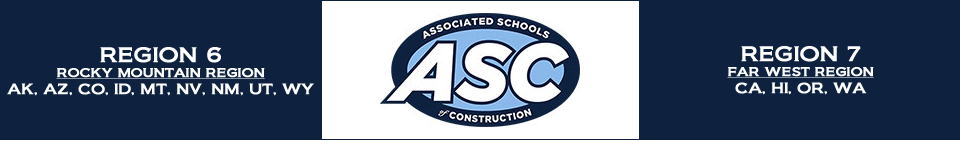 REGION 6
ROCKY MOUNTAIN REGION
AK, AZ, CO, ID, MT, NV, NM, UT, WY
ASSOCIATED SCHOOLS
ASC
of CONSTRUCTION
REGION 7
FAR WEST REGION
CA, HI, OR, WA